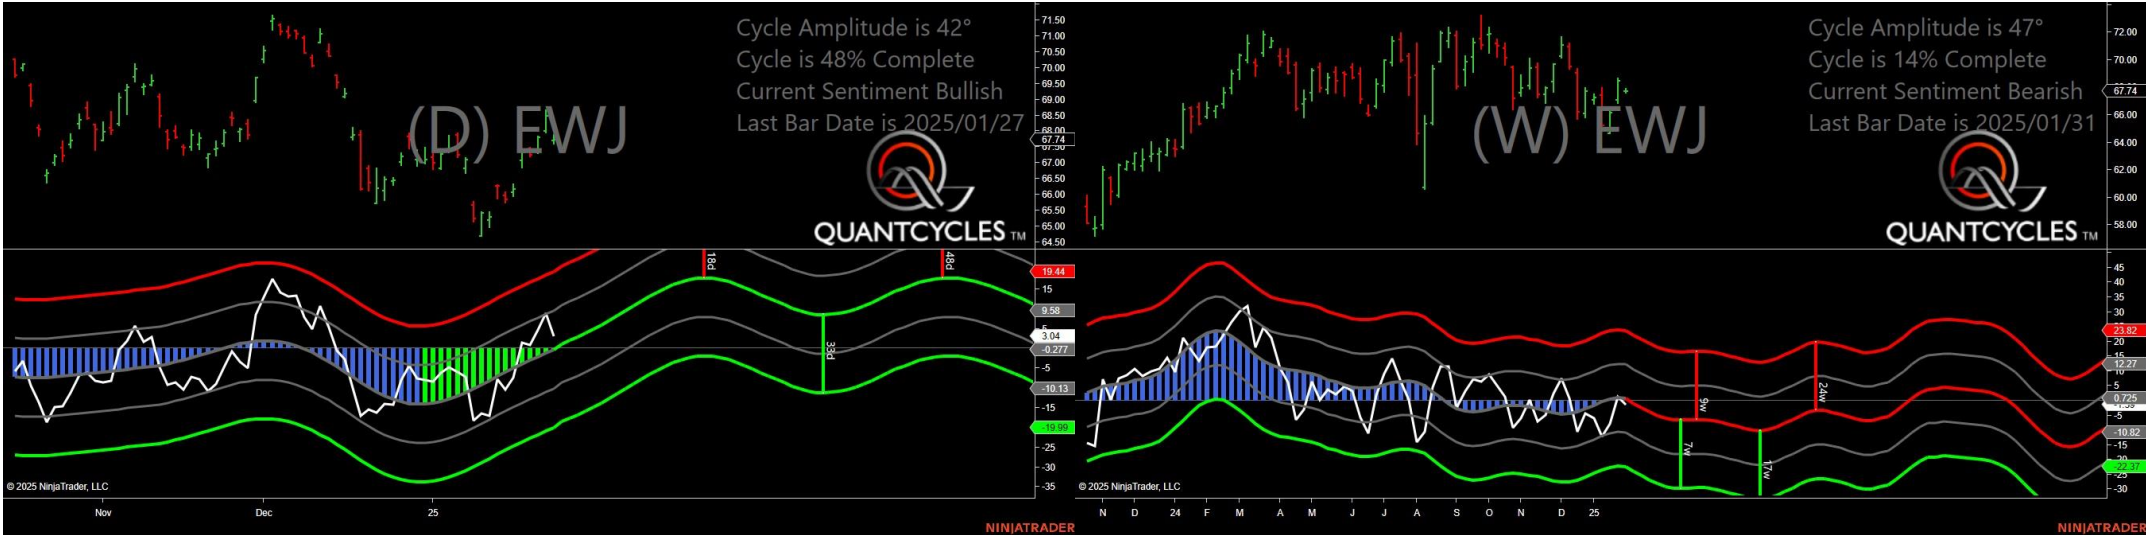 Cycle Amplitude is 42°
Cycle is 48% Complete
Current Sentiment Bullish
Last Bar Date is 2025/01/27
(D) EWJ
QUANTCYCLES TM
71.50
71.00
70.50
70.00
69.50
69.00
68.50
68.00
67.74
67.50
67.00
66.50
66.00
65.50
65.00
64.50
18d
48d
33d
19.44
15
9.58
5
3.04
-0.277
-5
-10.13
-15
-19.99
-25
-30
-35
© 2025 NinjaTrader, LLC
Nov
Dec
25
NINJATRADER
Cycle Amplitude is 47°
Cycle is 14% Complete
Current Sentiment Bearish
Last Bar Date is 2025/01/31
(W) EWJ
QUANTCYCLES TM
72.00
70.00
67.74
66.00
64.00
62.00
60.00
58.00
9w
24w
7w
17w
45
40
35
30
23.82
20
15
12.27
5
0.725
-5
-10.82
-15
-22.37
-30
© 2025 NinjaTrader, LLC
N D 24 F M A M J J A S O N D 25
NINJATRADER